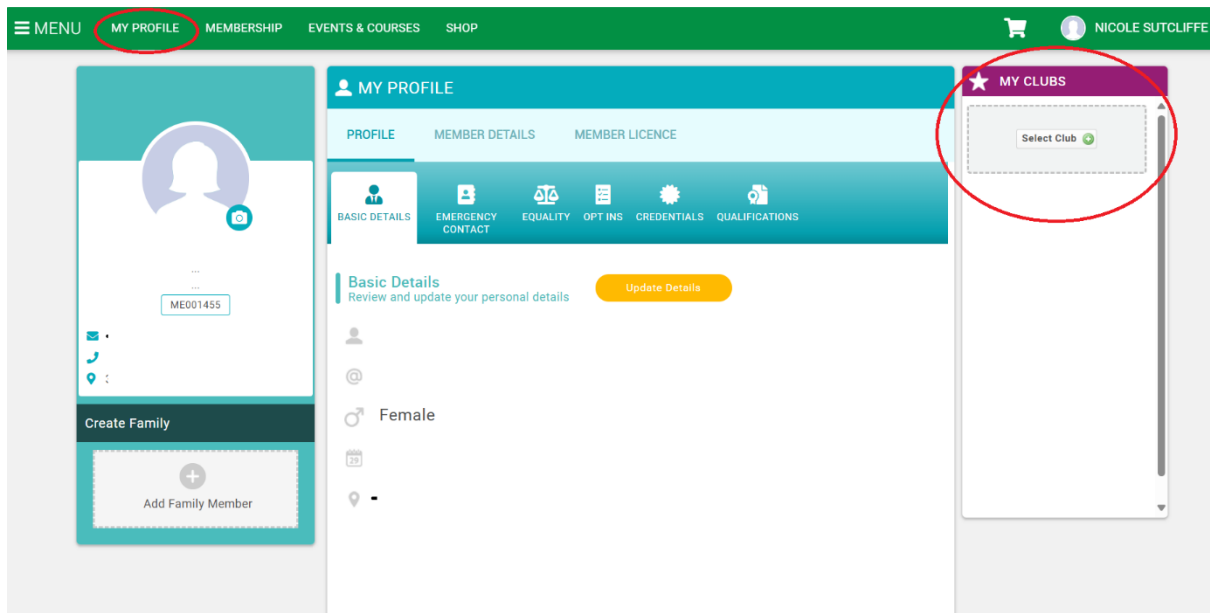 MENU MY PROFILE MEMBERSHIP EVENTS & COURSES SHOP NICOLE SUTCLIFFE
...
...
ME001455
Create Family
Add Family Member
MY PROFILE
PROFILE MEMBER DETAILS MEMBER LICENCE
BASIC DETAILS EMERGENCY CONTACT EQUALITY OPT INS CREDENTIALS QUALIFICATIONS
Basic Details
Review and update your personal details
Update Details
@
Female
29
-
MY CLUBS
Select Club